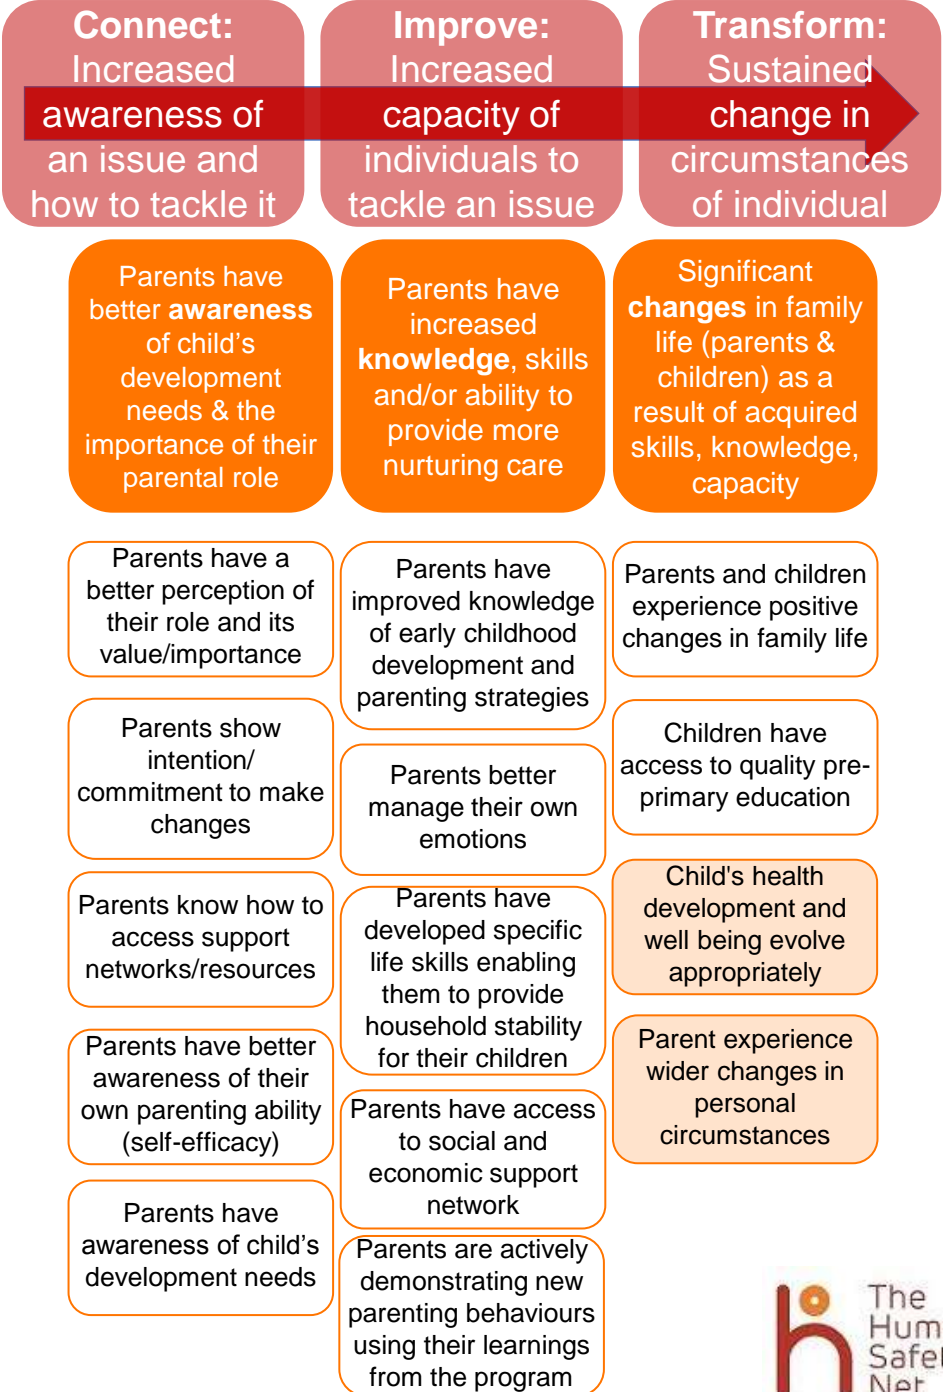 Connect:
Increased
awareness of
an issue and
how to tackle it
Improve:
Increased
capacity of
individuals to
tackle an issue
Transform:
Sustained
change in
circumstances
of individual
Parents have
better awareness
of child's
development
needs & the
importance of their
parental role
Parents have
increased
knowledge, skills
and/or ability to
provide more
nurturing care
Significant
changes in family
life (parents &
children) as a
result of acquired
skills, knowledge,
capacity
Parents have a
better perception of
their role and its
value/importance
Parents show
intention/
commitment to make
changes
Parents know how to
access support
networks/resources
Parents have better
awareness of their
own parenting ability
(self-efficacy)
Parents have
awareness of child's
development needs
Parents have
improved knowledge
of early childhood
development and
parenting strategies
Parents better
manage their own
emotions
Parents have
developed specific
life skills enabling
them to provide
household stability
for their children
Parents have access
to social and
economic support
network
Parents are actively
demonstrating new
parenting behaviours
using their learnings
from the program
Parents and children
experience positive
changes in family life
Children have
access to quality pre-
primary education
Child's health
development and
well being evolve
appropriately
Parent experience
wider changes in
personal
circumstances
The
Hum
Safe
Net